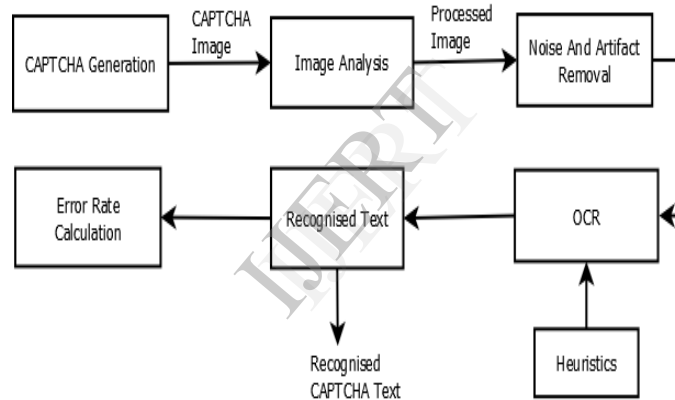 CAPTCHA
Image
Processed
Image
CAPTCHA Generation
Image Analysis
Noise And Artifact
Removal
IJERT
Error Rate
Calculation
Recognised Text
OCR
Recognised
CAPTCHA Text
Heuristics